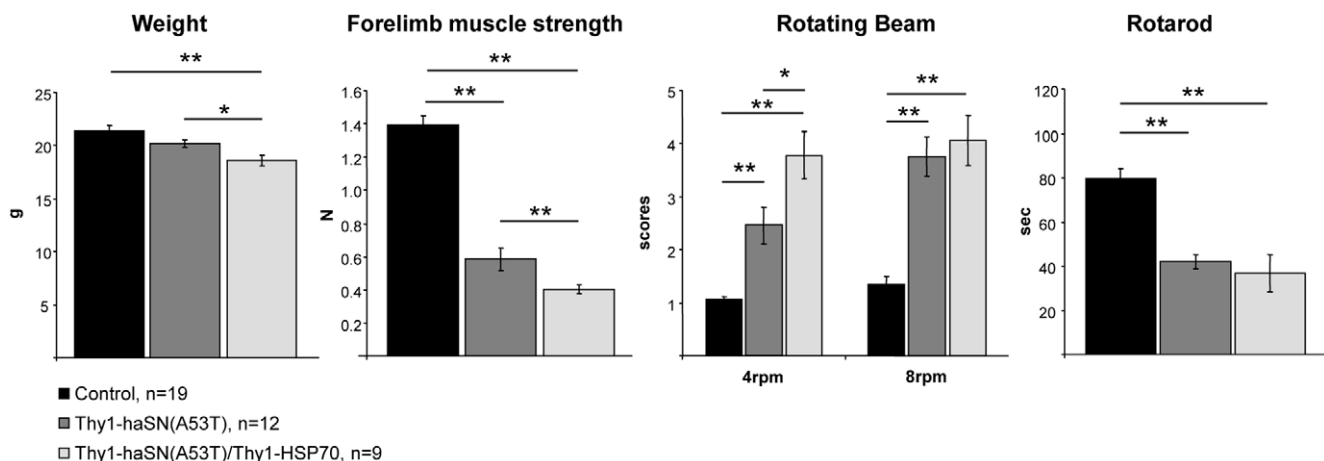 Weight
Forelimb muscle strength
Rotating Beam
Rotarod
**
*
25
20
15
10
5
g
**
**
**
1.6
1.4
1.2
1.0
0.8
0.6
0.4
0.2
N
*
**
**
**
**
5
4
3
2
1
scores
4rpm
8rpm
**
**
120
100
80
60
40
20
sec
Control, n=19
Thy1-haSN(A53T), n=12
Thy1-haSN(A53T)/Thy1-HSP70, n=9